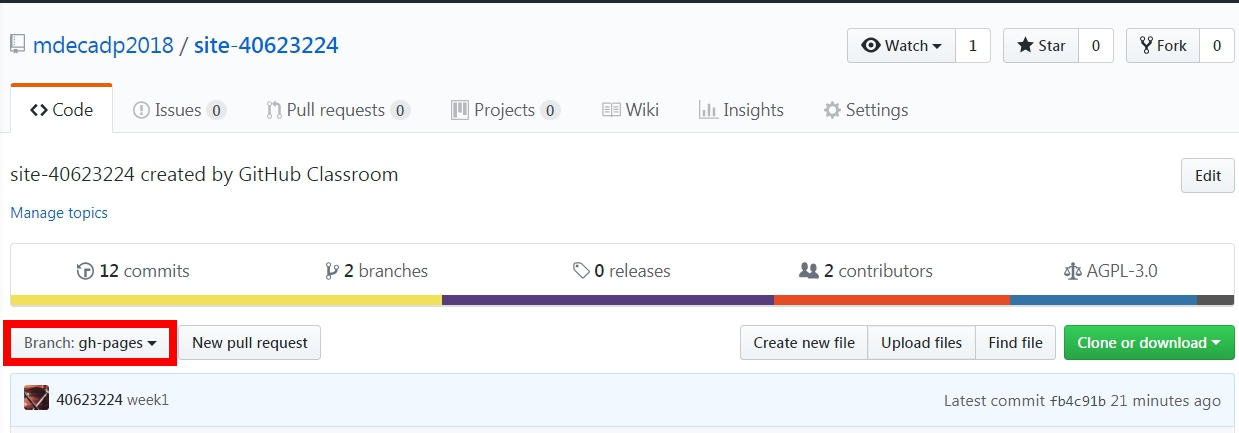 mdecadp2018 / site-40623224
Watch 1 Star 0 Fork 0
Code Issues 0 Pull requests 0 Projects 0 Wiki Insights Settings
site-40623224 created by GitHub Classroom
Edit
Manage topics
12 commits 2 branches 0 releases 2 contributors AGPL-3.0
Branch: gh-pages New pull request Create new file Upload files Find file Clone or download
40623224 week1 Latest commit fb4c91b 21 minutes ago